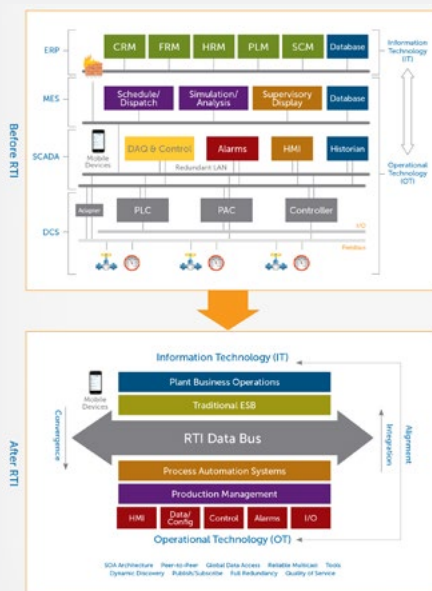 Before RTI
ERP
CRM FRM HRM PLM SCM Database
Information Technology (IT)
MES
Schedule/Dispatch Simulation/Analysis Supervisory Display Database
SCADA
Mobile Devices
DAQ & Control Alarms HMI Historian
Redundant LAN
Operational Technology (OT)
DCS
Adapter PLC PAC Controller
I/O
After RTI
Information Technology (IT)
Mobile Devices
Plant Business Operations
Traditional ESB
Convergence
RTI Data Bus
Integration
Alignment
Process Automation Systems
Production Management
HMI Data/Config Control Alarms I/O
Operational Technology (OT)
SOA Architecture Peer-to-Peer Global Data Access Reliable Multicast Tools
Dynamic Discovery Publish/Subscribe Full Redundancy Quality of Service